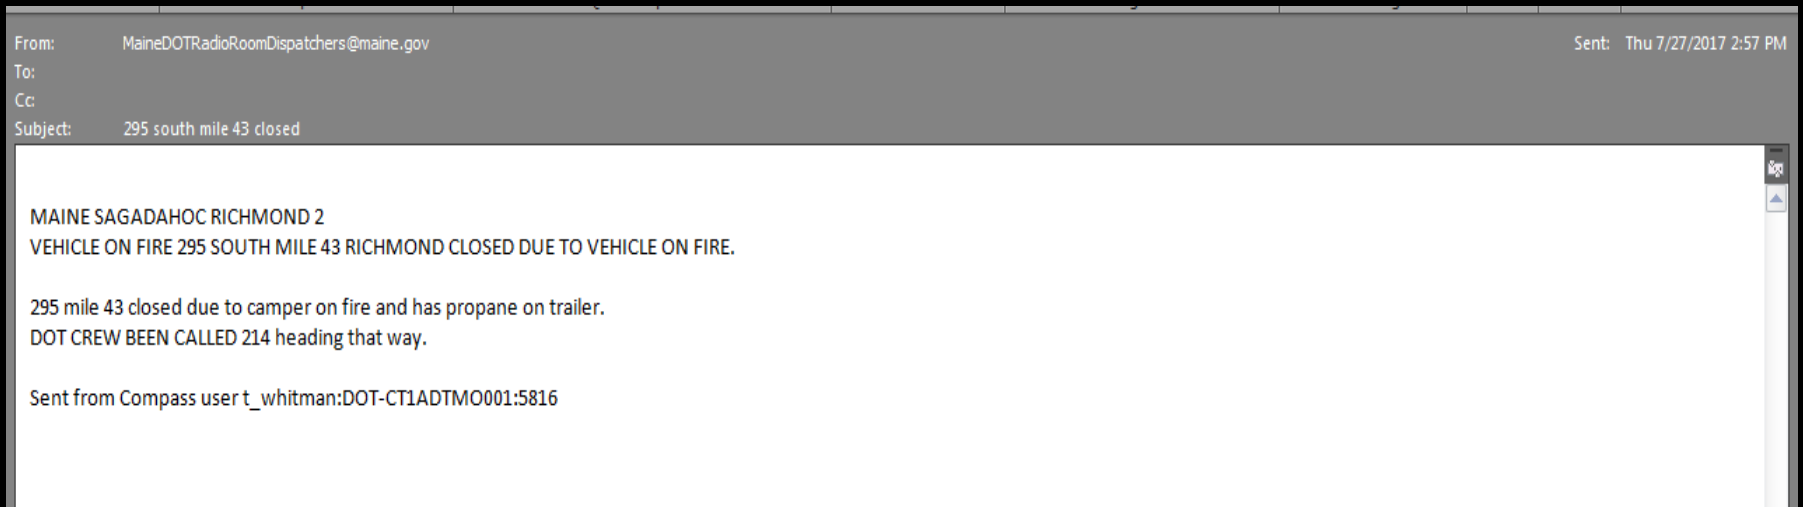 From: MaineDOTRadioRoomDispatchers@maine.gov Sent: Thu 7/27/2017 2:57 PM
To:
Cc:
Subject: 295 south mile 43 closed
MAINE SAGADAHOC RICHMOND 2
VEHICLE ON FIRE 295 SOUTH MILE 43 RICHMOND CLOSED DUE TO VEHICLE ON FIRE.
295 mile 43 closed due to camper on fire and has propane on trailer.
DOT CREW BEEN CALLED 214 heading that way.
Sent from Compass user t_whitman:DOT-CT1ADTMO001:5816